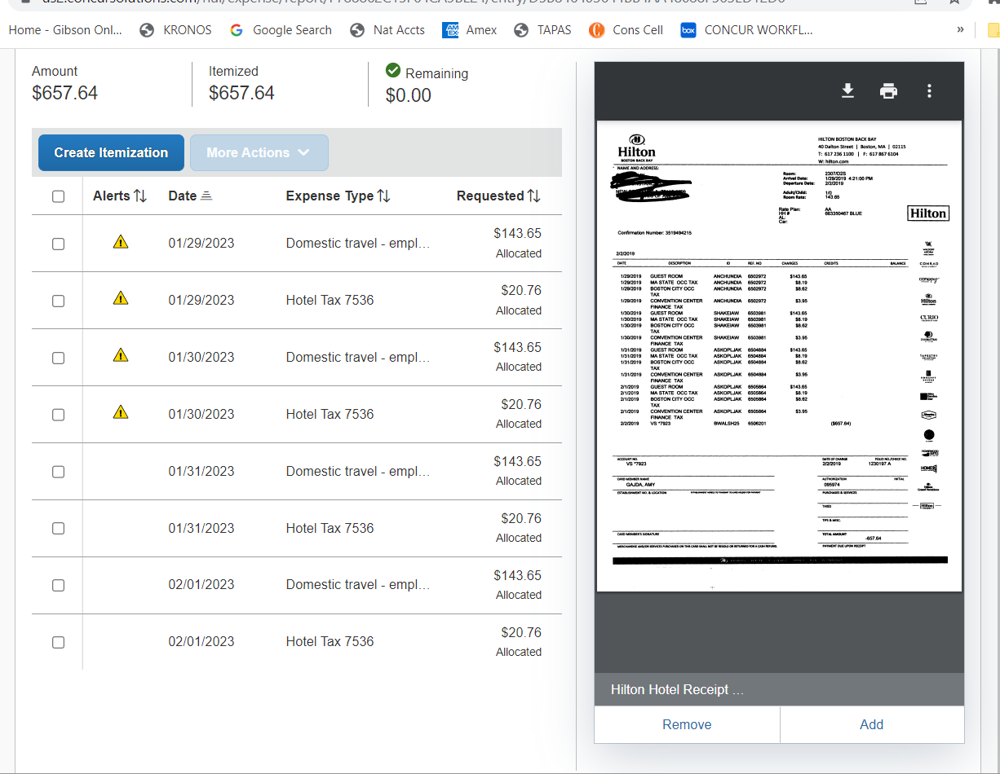 Home - Gibson Onl...
KRONOS
Google Search
Nat Accts
Amex
TAPAS
Cons Cell
box
CONCUR WORKFL...
»
Amount
$657.64
Itemized
$657.64
Remaining
$0.00
Create Itemization
More Actions
Alerts Date Expense Type Requested
01/29/2023 Domestic travel - empl... $143.65
Allocated
01/29/2023 Hotel Tax 7536 $20.76
Allocated
01/30/2023 Domestic travel - empl... $143.65
Allocated
01/30/2023 Hotel Tax 7536 $20.76
Allocated
01/31/2023 Domestic travel - empl... $143.65
Allocated
01/31/2023 Hotel Tax 7536 $20.76
Allocated
02/01/2023 Domestic travel - empl... $143.65
Allocated
02/01/2023 Hotel Tax 7536 $20.76
Allocated
Hilton
BOSTON BACK BAY
HILTON BOSTON BACK BAY
40 Dalton Street | Boston, MA | 02115
T: 617 236 1100 | F: 617 867 6104
W: hilton.com
NAME AND ADDRESS:
Room: 2307/D2S
Arrival Date: 1/29/2019 4:21:00 PM
Departure Date: 2/2/2019
Adult/Child: 1/0
Room Rate: 143.65
Rate Plan: AA
HH # 663350467 BLUE
AL:
Car:
Hilton
Confirmation Number: 3519494215
2/2/2019
DATE DESCRIPTION ID REF. NO CHARGES CREDITS BALANCE
1/29/2019 GUEST ROOM ANCHUNDIA 6502972 $143.65
1/29/2019 MA STATE OCC TAX ANCHUNDIA 6502972 $8.19
1/29/2019 BOSTON CITY OCC ANCHUNDIA 6502972 $8.62
TAX
1/29/2019 CONVENTION CENTER ANCHUNDIA 6502972 $3.95
FINANCE TAX
1/30/2019 GUEST ROOM SHAKEIAW 6503981 $143.65
1/30/2019 MA STATE OCC TAX SHAKEIAW 6503981 $8.19
1/30/2019 BOSTON CITY OCC SHAKEIAW 6503981 $8.62
TAX
1/30/2019 CONVENTION CENTER SHAKEIAW 6503981 $3.95
FINANCE TAX
1/31/2019 GUEST ROOM ASKOPLJAK 6504884 $143.65
1/31/2019 MA STATE OCC TAX ASKOPLJAK 6504884 $8.19
1/31/2019 BOSTON CITY OCC ASKOPLJAK 6504884 $8.62
TAX
1/31/2019 CONVENTION CENTER ASKOPLJAK 6504884 $3.95
FINANCE TAX
2/1/2019 GUEST ROOM ASKOPLJAK 6505864 $143.65
2/1/2019 MA STATE OCC TAX ASKOPLJAK 6505864 $8.19
2/1/2019 BOSTON CITY OCC ASKOPLJAK 6505864 $8.62
TAX
2/1/2019 CONVENTION CENTER ASKOPLJAK 6505864 $3.95
FINANCE TAX
2/2/2019 VS *7923 BWALSH25 6506201 ($657.64)
CONRAD
canopy
Hilton
CURIO
ACCOUNT NO.
VS *7923
DATE OF CHARGE
2/2/2019
FOLIO NO./CHECK NO.
1230197 A
CARD MEMBER NAME
GAJDA, AMY
AUTHORIZATION
095974
INITIAL
ESTABLISHMENT NO. & LOCATION
PURCHASES & SERVICES
TAXES
TIPS & MISC.
CARD MEMBER'S SIGNATURE
TOTAL AMOUNT
-657.64
MERCHANDISE AND/OR SERVICES PURCHASED ON THIS CARD SHALL NOT BE RESOLD OR RETURNED FOR A CASH REFUND.
PAYMENT DUE UPON RECEIPT
Hilton Hotel Receipt ...
Remove
Add